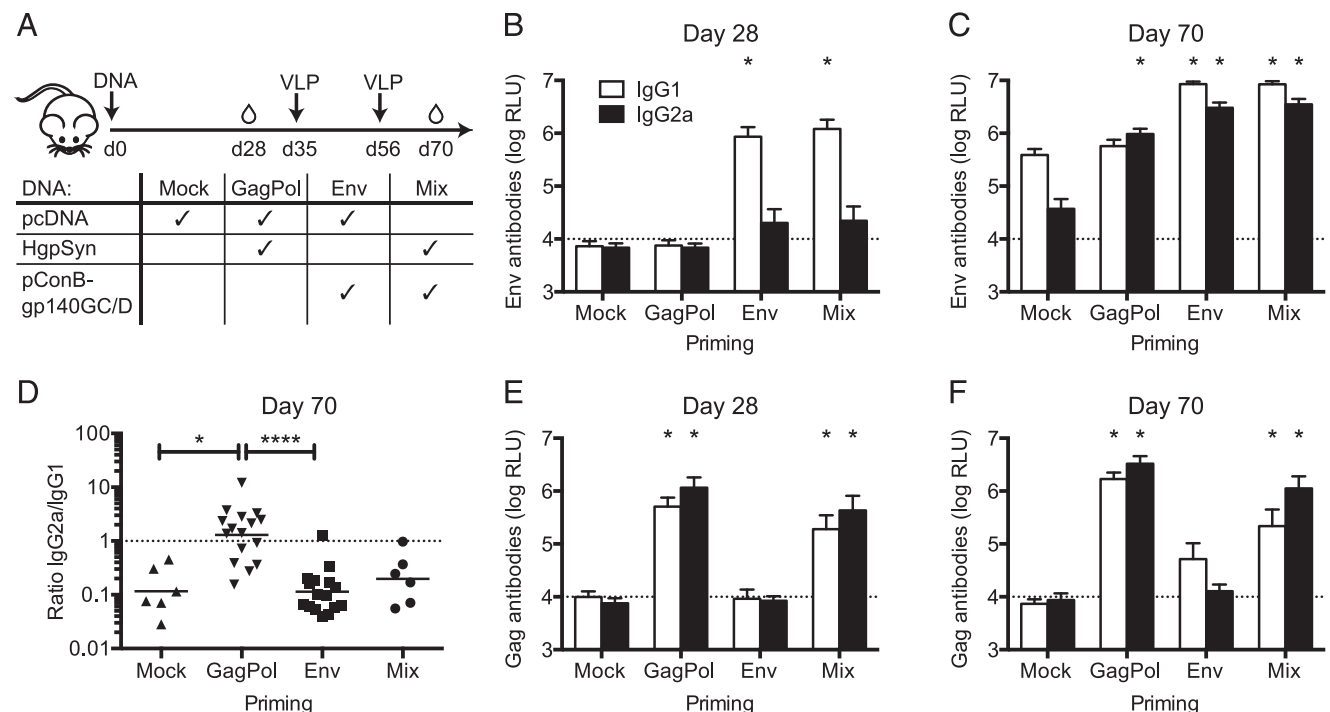 A
DNA
VLP
VLP
d0
d28
d35
d56
d70
DNA:
Mock
GagPol
Env
Mix
pcDNA
✓
✓
✓
HgpSyn
✓
✓
pConB-
gp140GC/D
✓
✓
B
Day 28
*
*
IgG1
IgG2a
Env antibodies (log RLU)
7
6
5
4
3
Mock
GagPol
Env
Mix
Priming
C
Day 70
*
* *
* *
Env antibodies (log RLU)
7
6
5
4
3
Mock
GagPol
Env
Mix
Priming
D
Day 70
*
****
Ratio IgG2a/IgG1
100
10
1
0.1
0.01
Mock
GagPol
Env
Mix
Priming
E
Day 28
* *
* *
Gag antibodies (log RLU)
7
6
5
4
3
Mock
GagPol
Env
Mix
Priming
F
Day 70
* *
* *
Gag antibodies (log RLU)
7
6
5
4
3
Mock
GagPol
Env
Mix
Priming